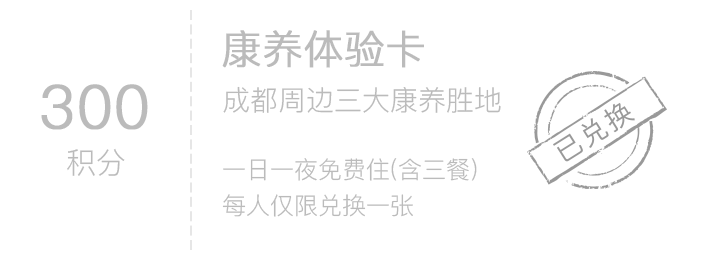 300
积分
康养体验卡
成都周边三大康养胜地
一日一夜免费住(含三餐)
每人仅限兑换一张
已兑换